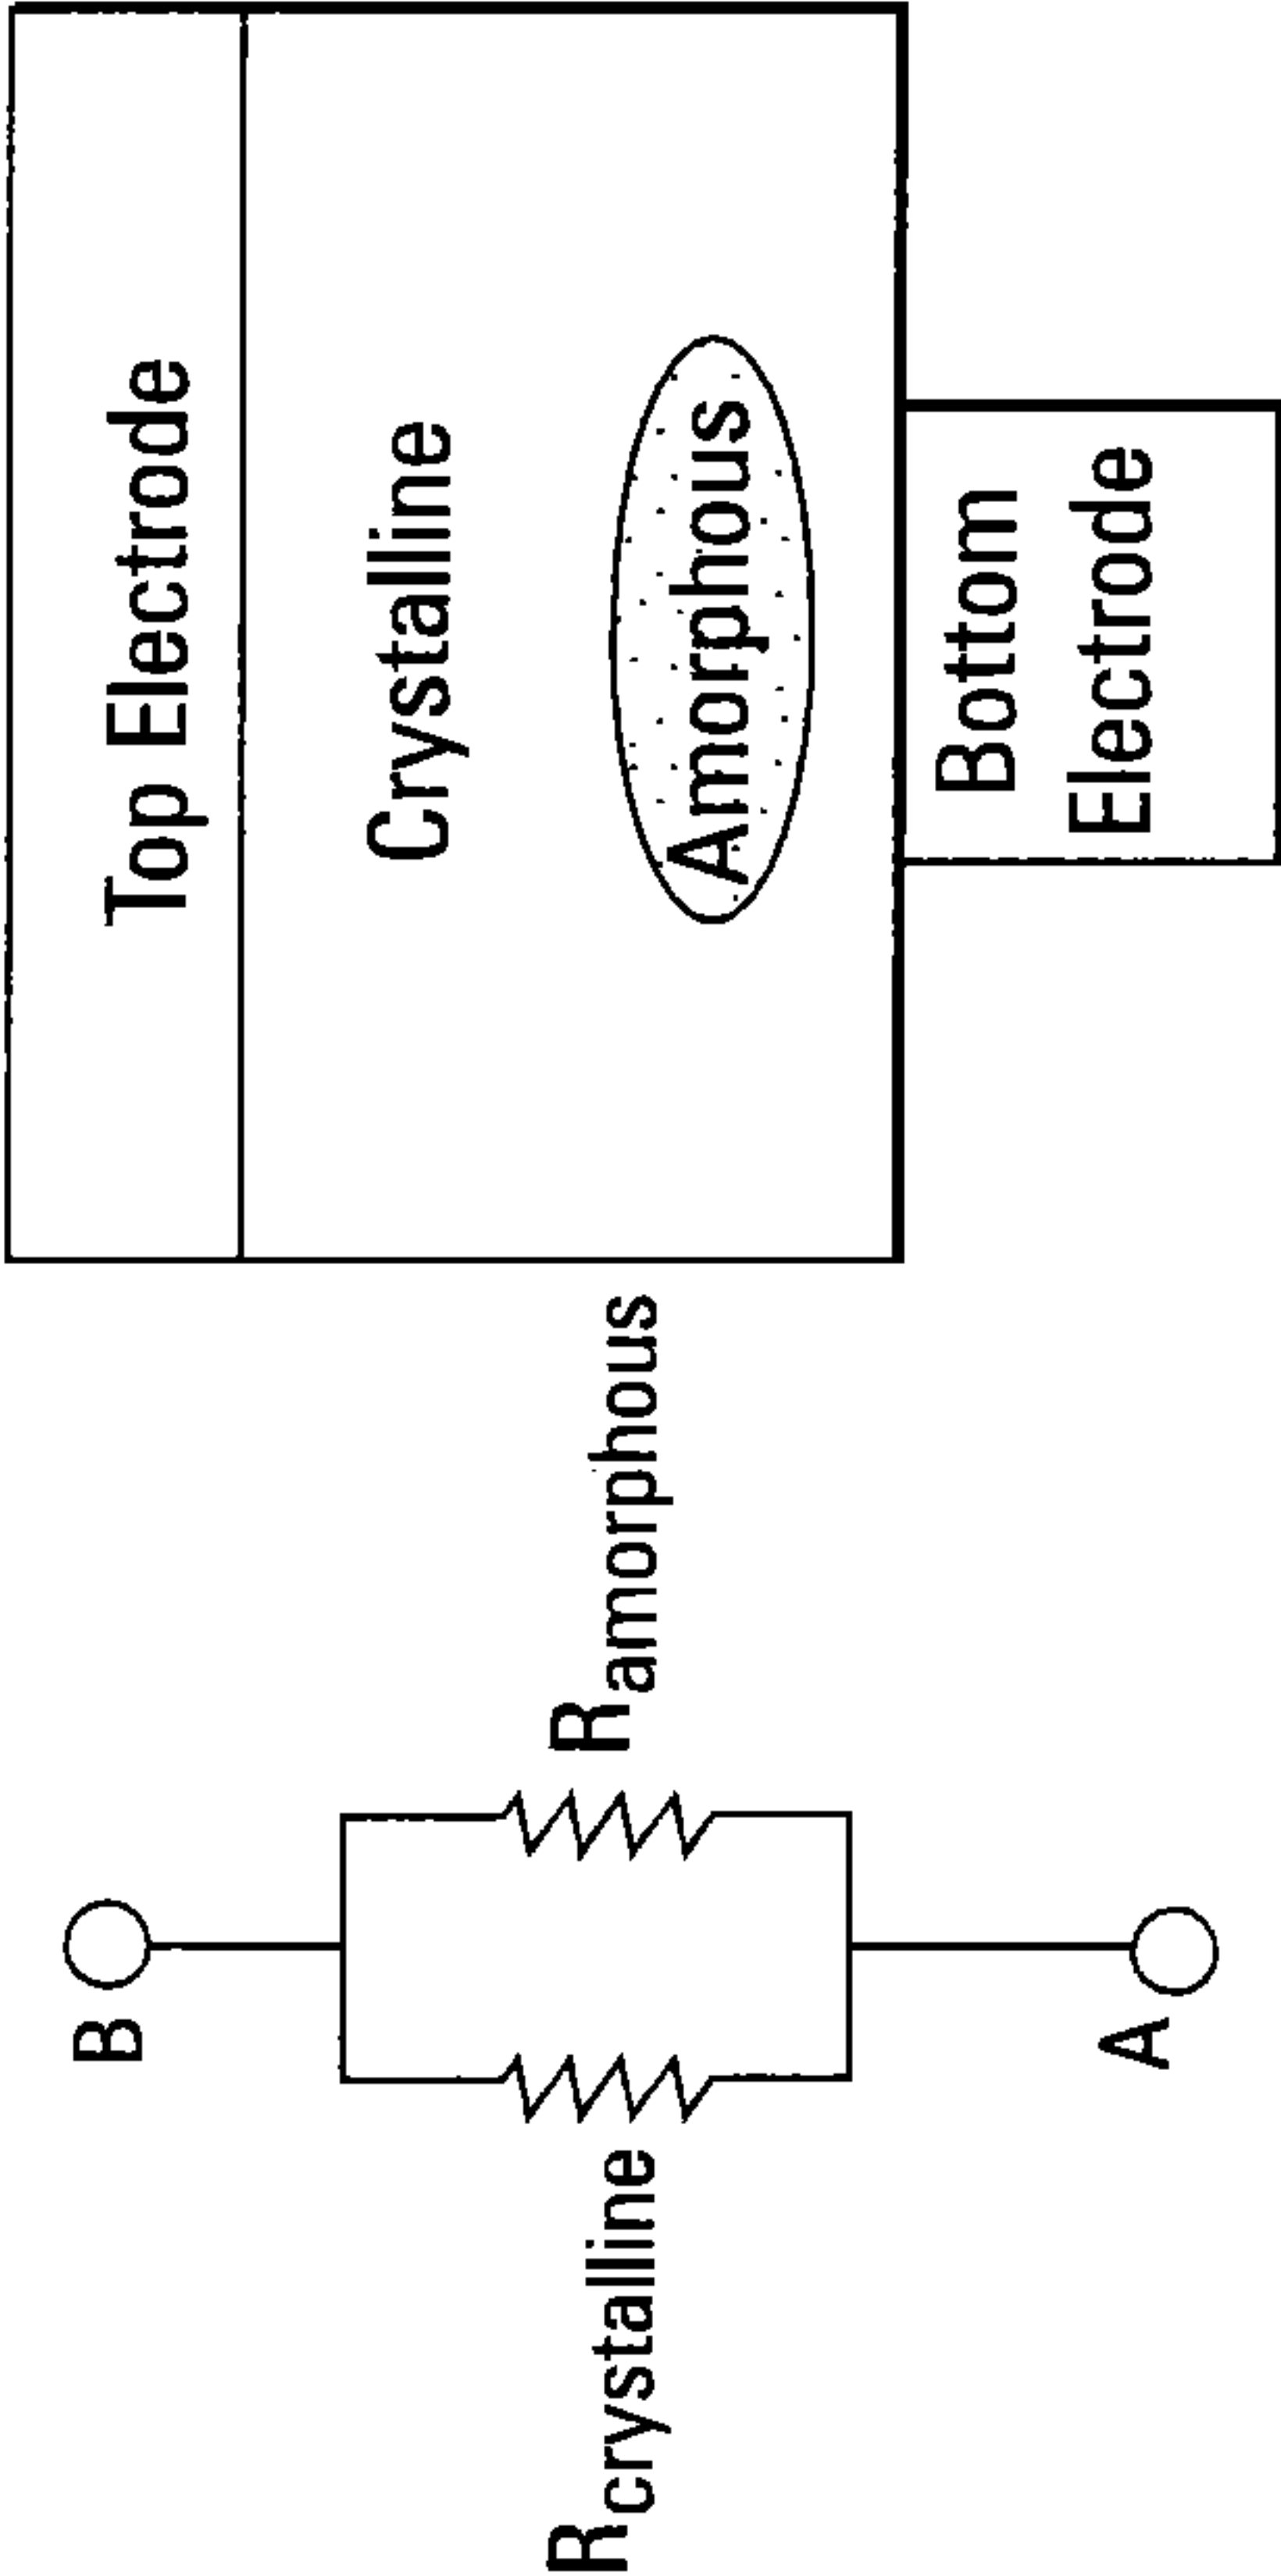 B
Rcrystalline
Ramorphous
A
Top Electrode
Crystalline
Amorphous
Bottom
Electrode